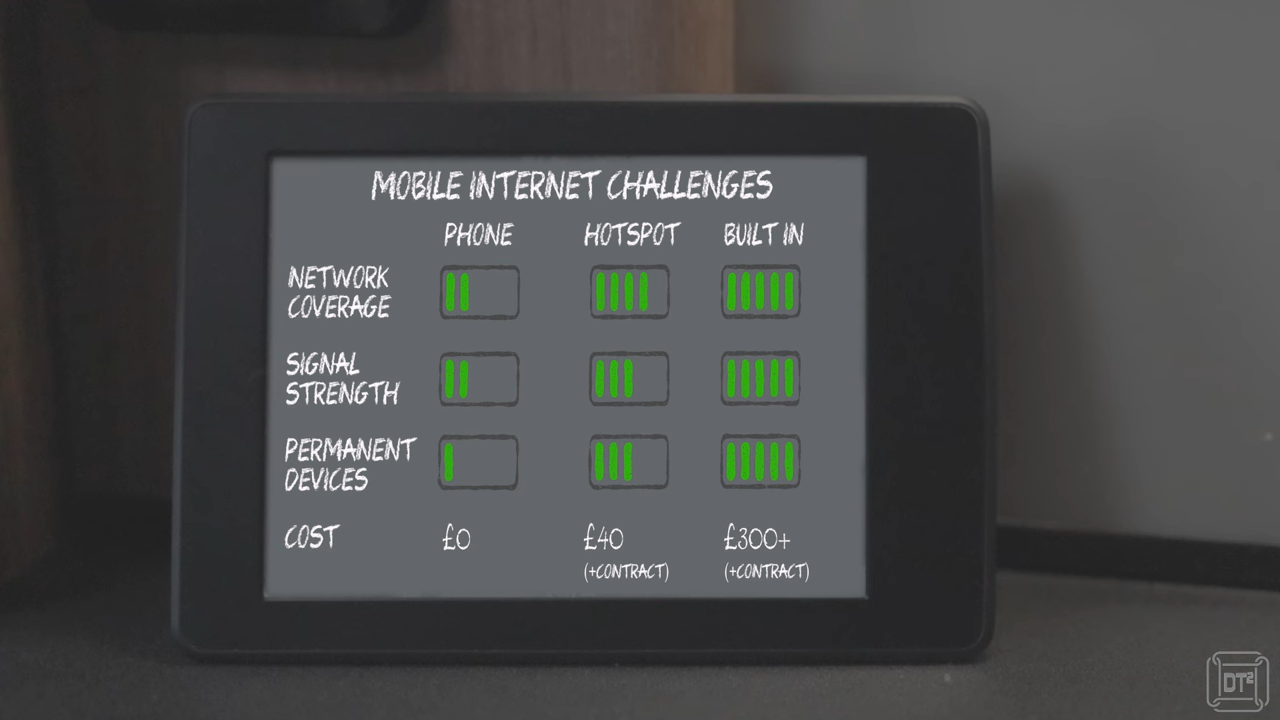 MOBILE INTERNET CHALLENGES
PHONE HOTSPOT BUILT IN
NETWORK
COVERAGE
SIGNAL
STRENGTH
PERMANENT
DEVICES
COST £0 £40 £300+
(+CONTRACT) (+CONTRACT)
DT²